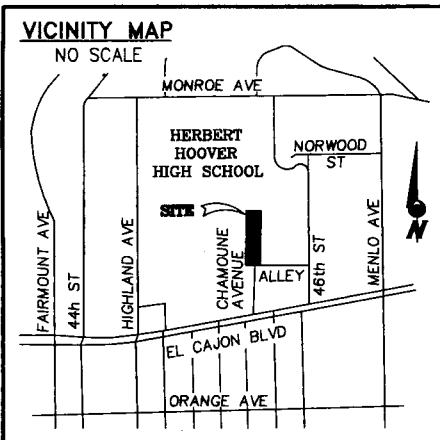 VICINITY MAP
NO SCALE
MONROE AVE
HERBERT
HOOVER
HIGH SCHOOL
NORWOOD
ST
SITE
FAIRMOUNT AVE
44h ST
HIGHLAND AVE
CHAMOUNE
AVENUE
ALLEY
46th ST
MENLO AVE
N
EL CAJON BLVD
ORANGE AVE